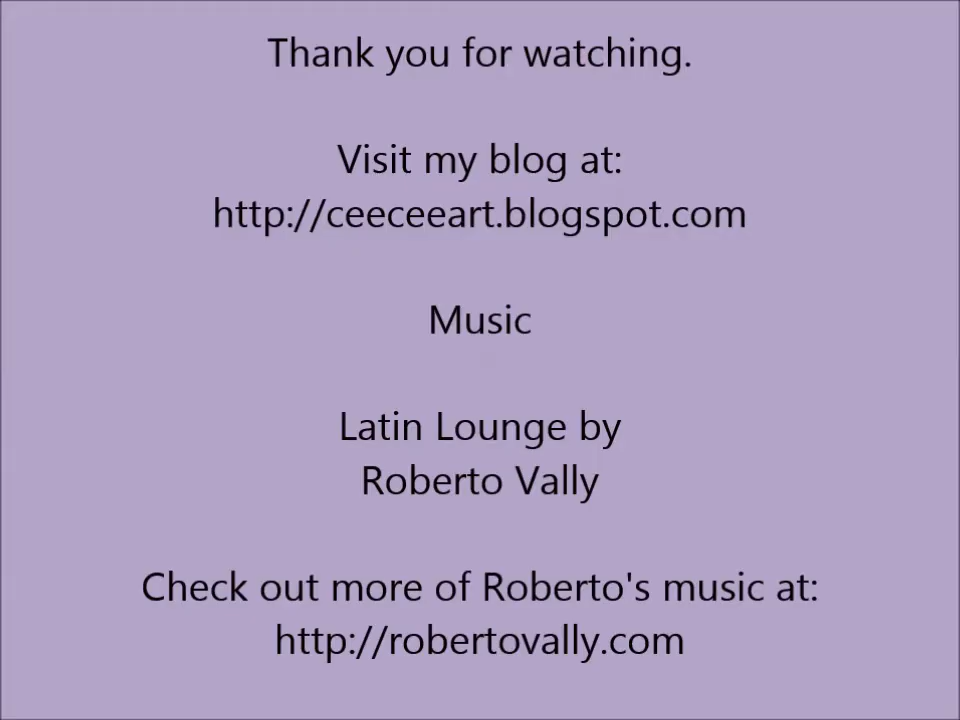 Thank you for watching.
Visit my blog at:
http://ceeceeart.blogspot.com
Music
Latin Lounge by
Roberto Vally
Check out more of Roberto's music at:
http://robertovally.com